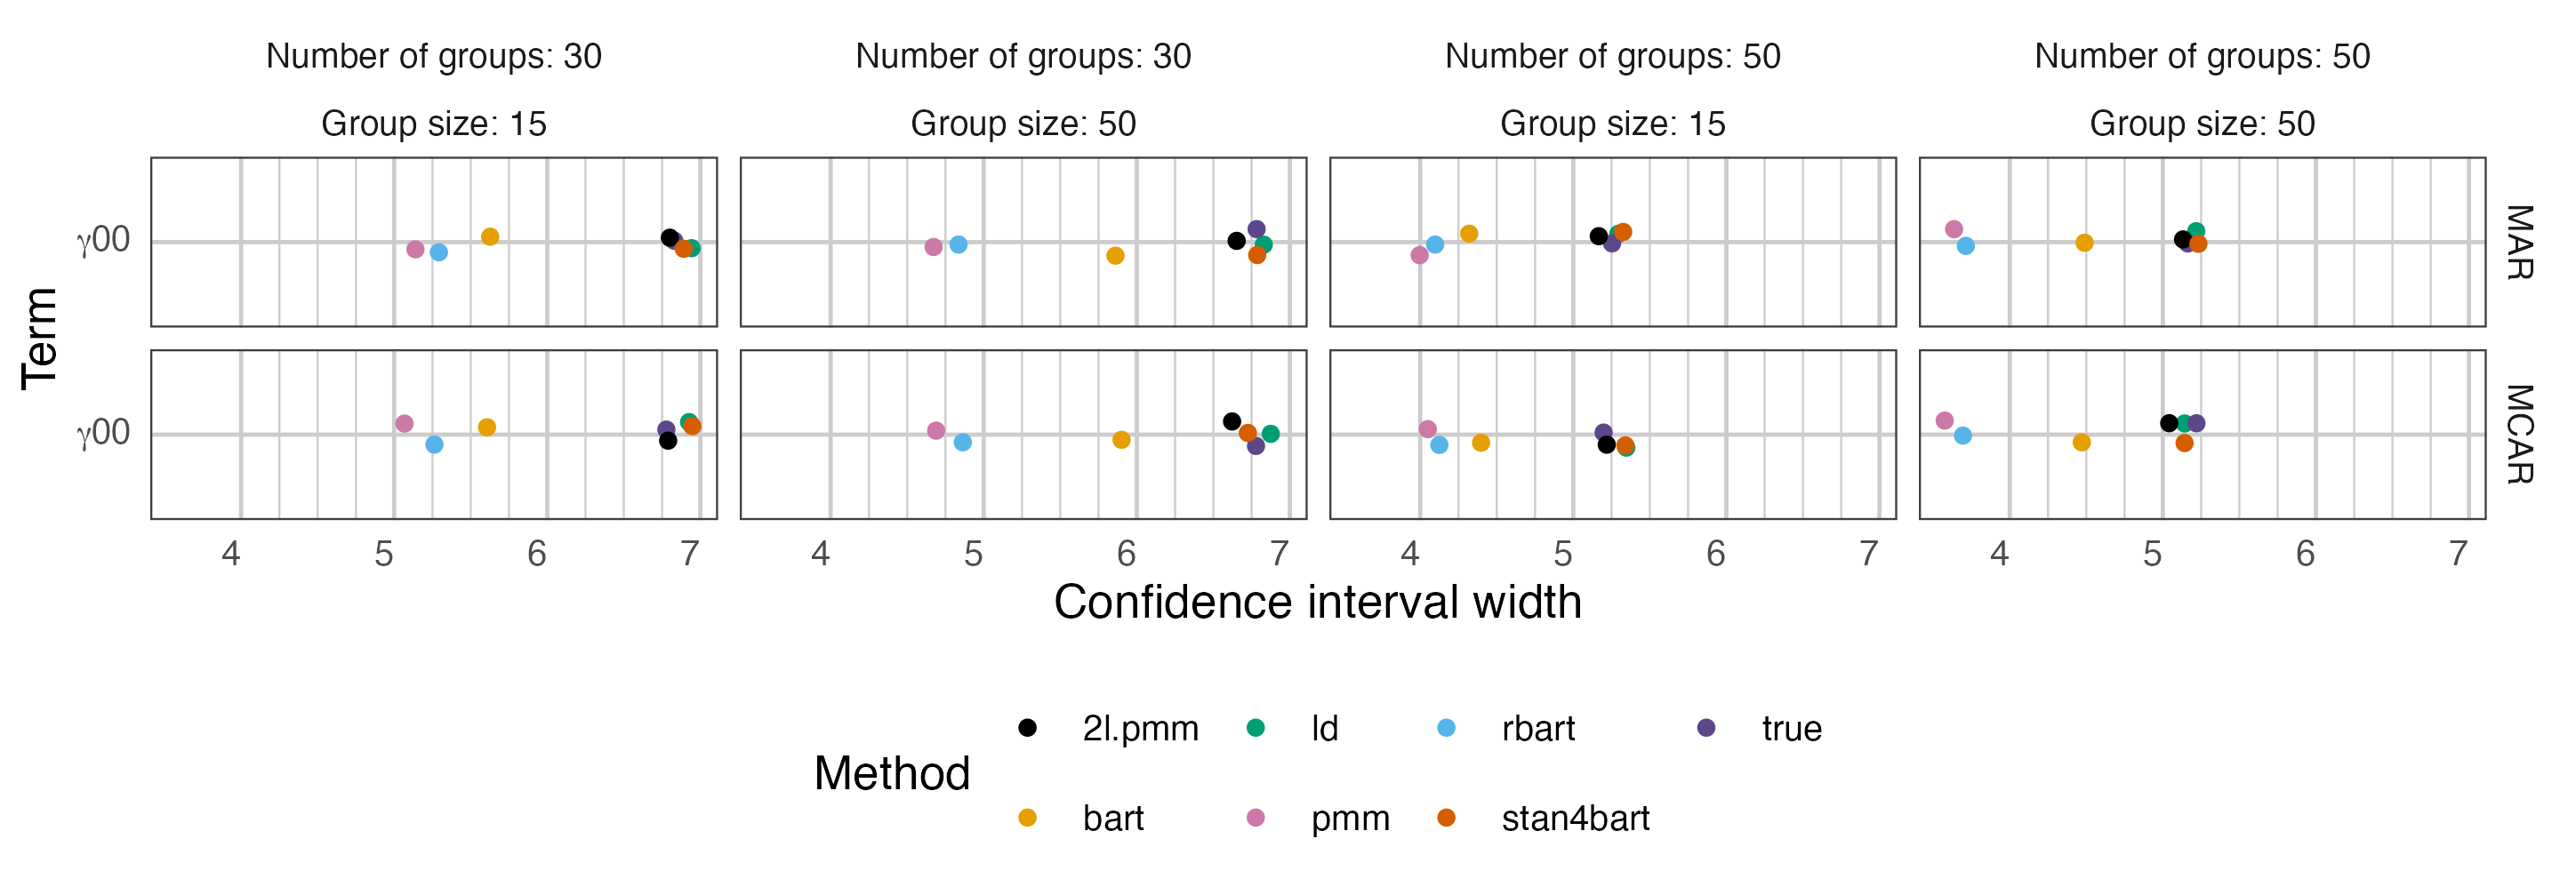 Number of groups: 30 Number of groups: 30 Number of groups: 50 Number of groups: 50
Group size: 15 Group size: 50 Group size: 15 Group size: 50
γ00 MAR
Term
γ00 MCAR
4 5 6 7 4 5 6 7 4 5 6 7 4 5 6 7
Confidence interval width
Method
2l.pmm ld rbart true
bart pmm stan4bart